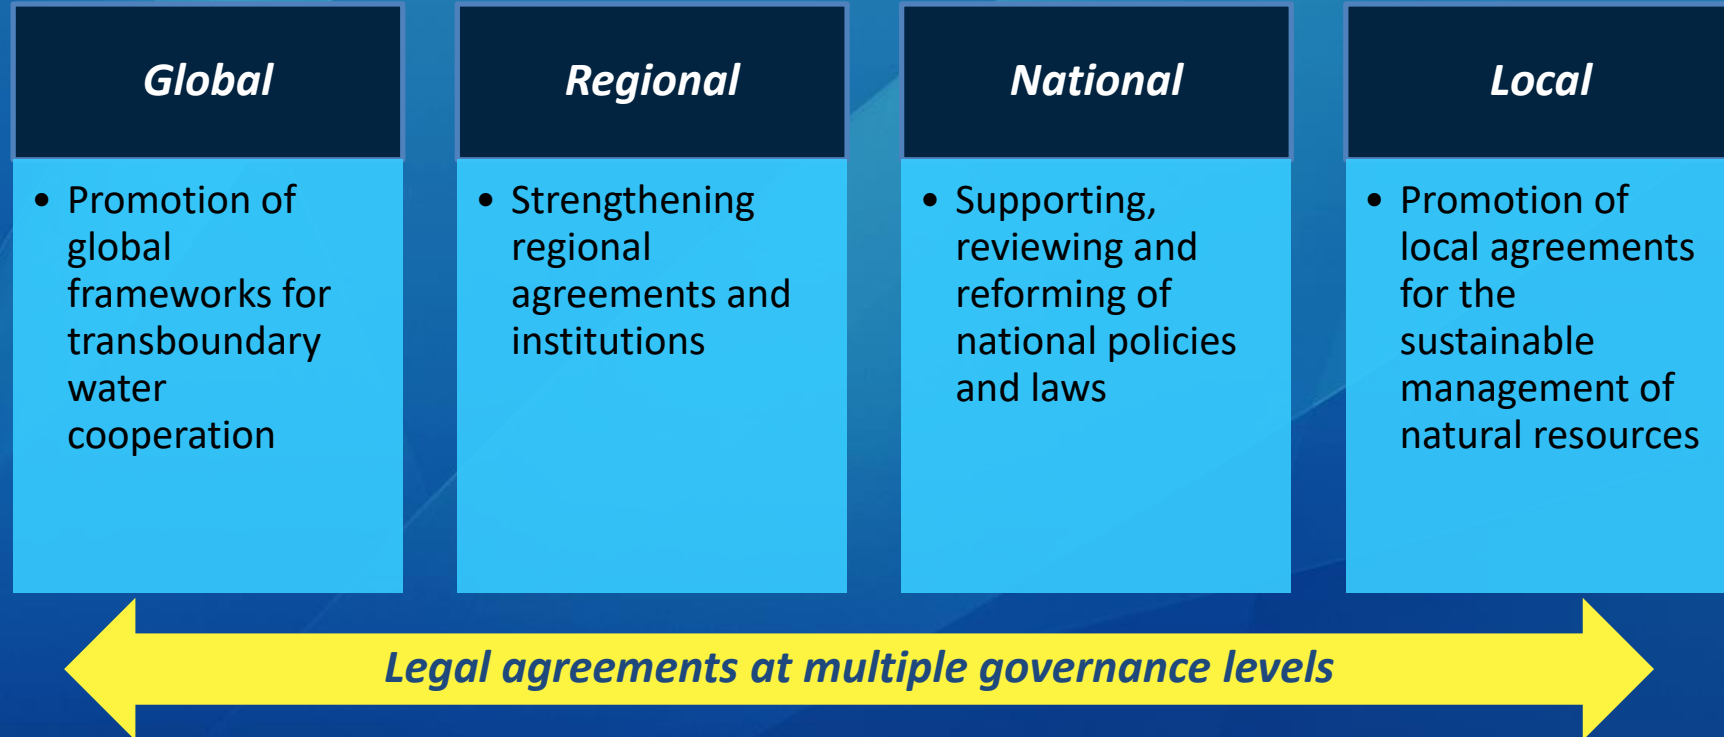 Global
• Promotion of
global
frameworks for
transboundary
water
cooperation
Regional
• Strengthening
regional
agreements and
institutions
National
• Supporting,
reviewing and
reforming of
national policies
and laws
Local
• Promotion of
local agreements
for the
sustainable
management of
natural resources
Legal agreements at multiple governance levels